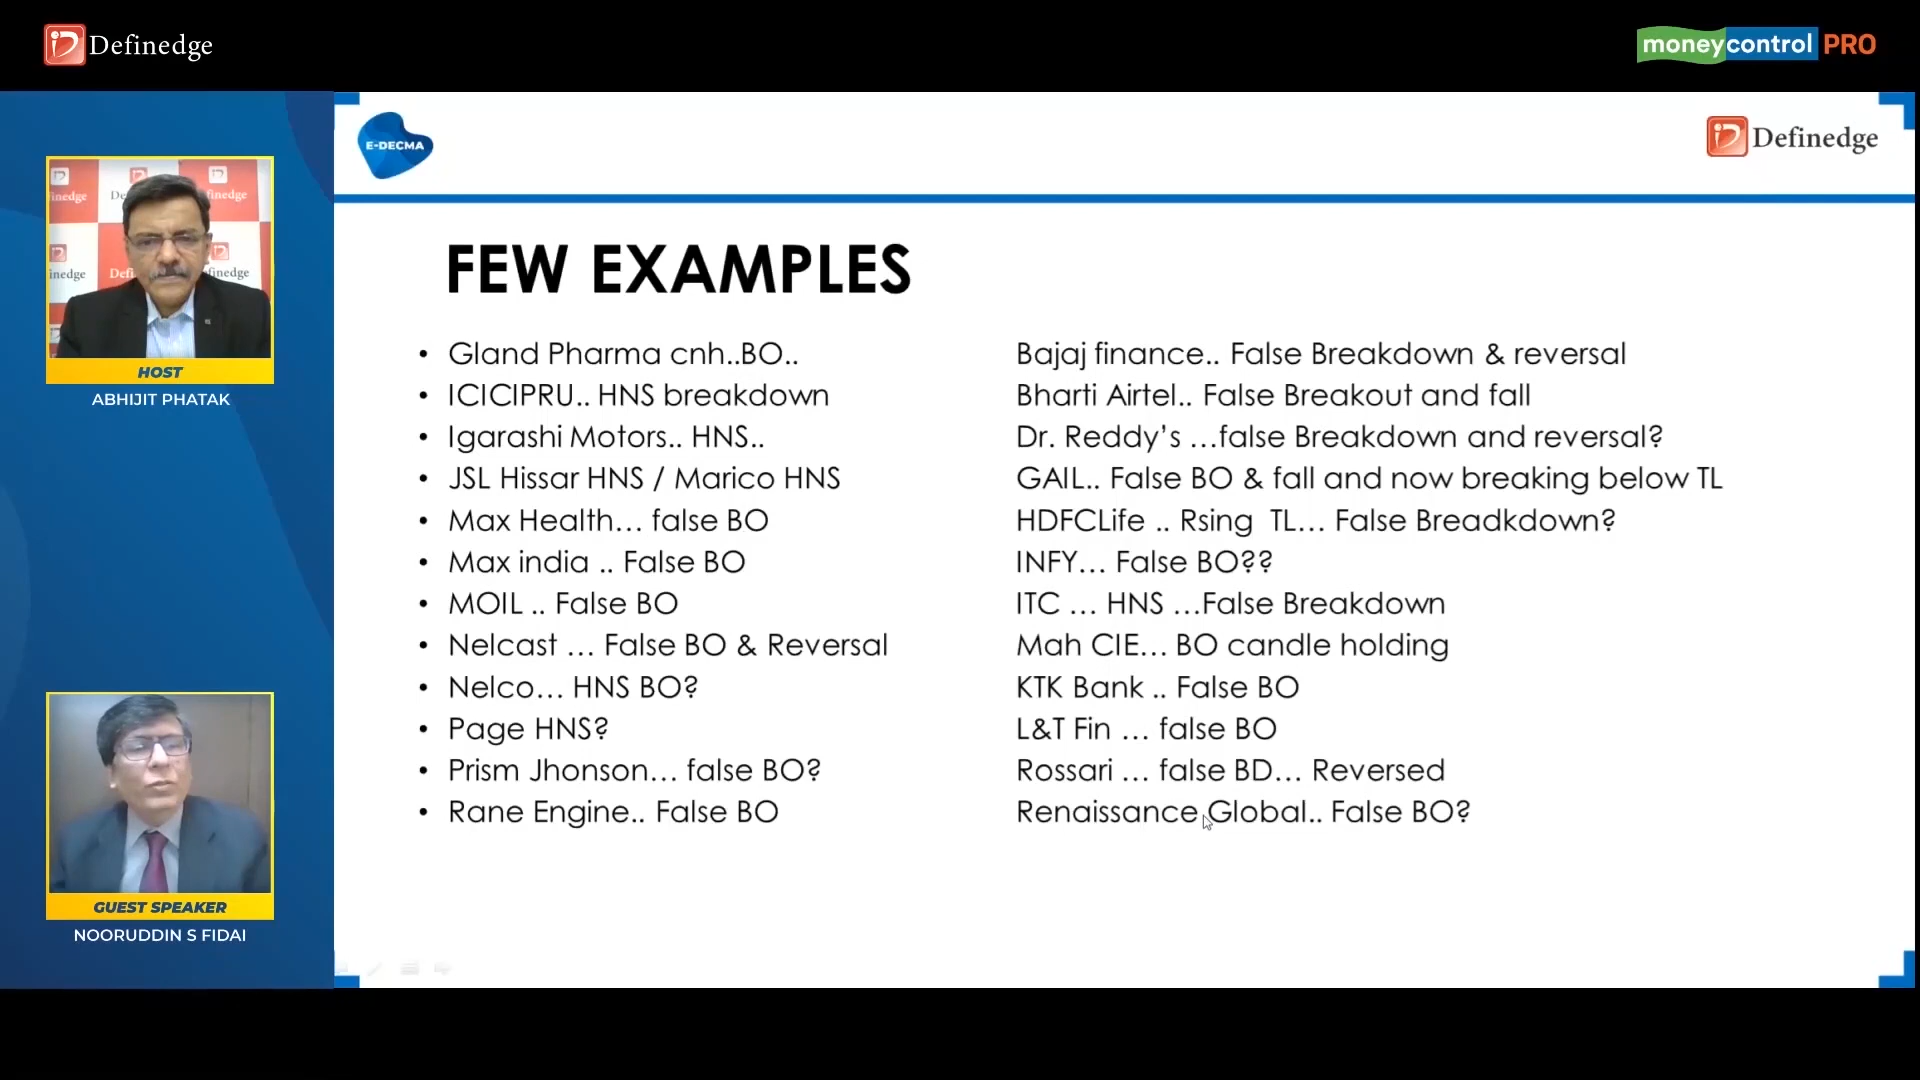 Definedge
moneycontrol PRO
E-DECMA
Definedge
FEW EXAMPLES
• Gland Pharma cnh..BO..
• ICICIPRU.. HNS breakdown
• Igarashi Motors.. HNS..
• JSL Hissar HNS / Marico HNS
• Max Health... false BO
• Max india .. False BO
• MOIL .. False BO
• Nelcast ... False BO & Reversal
• Nelco... HNS BO?
• Page HNS?
• Prism Jhonson... false BO?
• Rane Engine.. False BO
Bajaj finance.. False Breakdown & reversal
Bharti Airtel.. False Breakout and fall
Dr. Reddy's ...false Breakdown and reversal?
GAIL.. False BO & fall and now breaking below TL
HDFCLife .. Rsing TL... False Breadkdown?
INFY... False BO??
ITC ... HNS ...False Breakdown
Mah CIE... BO candle holding
KTK Bank .. False BO
L&T Fin ... false BO
Rossari ... false BD... Reversed
Renaissance Global.. False BO?
HOST
ABHIJIT PHATAK
GUEST SPEAKER
NOORUDDIN S FIDAI